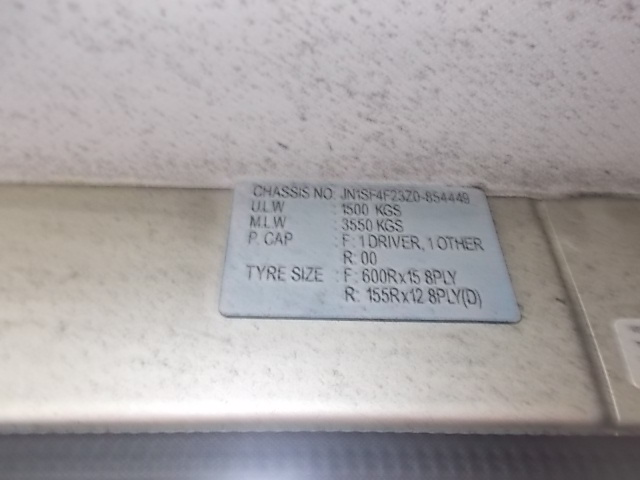 CHASSIS NO: JN1SF4F23Z0-854449
U.L.W : 1500 KGS
M.L.W : 3550 KGS
P. CAP : F: 1 DRIVER, 1 OTHER
R: 00
TYRE SIZE : F: 600Rx15 8PLY
R: 155Rx12 8PLY(D)